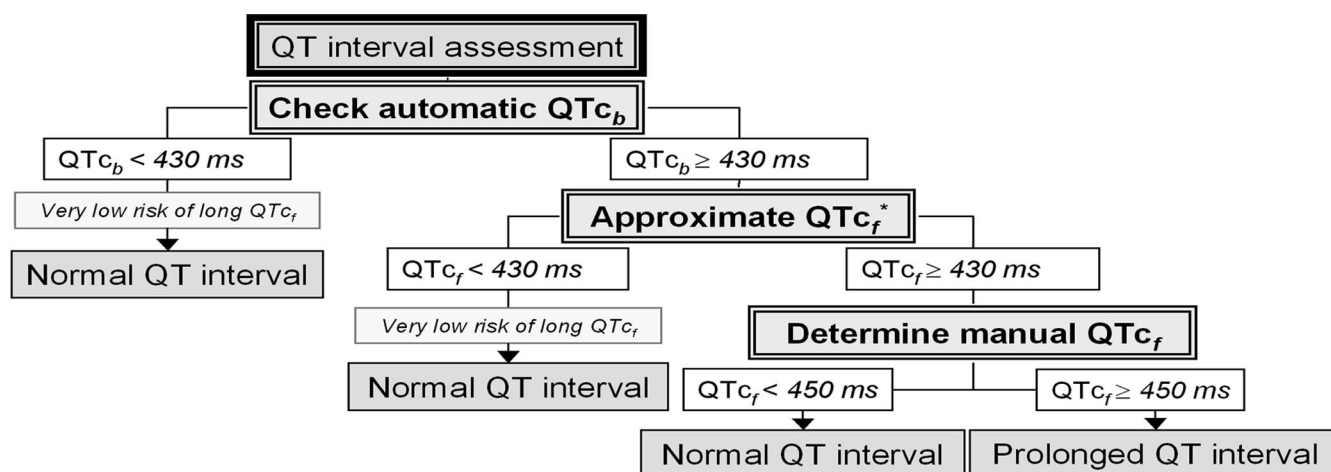 QT interval assessment
Check automatic QTc_b
QTc_b < 430 ms
QTc_b ≥ 430 ms
Very low risk of long QTc_f
Normal QT interval
Approximate QTc_f*
QTc_f < 430 ms
QTc_f ≥ 430 ms
Very low risk of long QTc_f
Normal QT interval
Determine manual QTc_f
QTc_f < 450 ms
QTc_f ≥ 450 ms
Normal QT interval
Prolonged QT interval